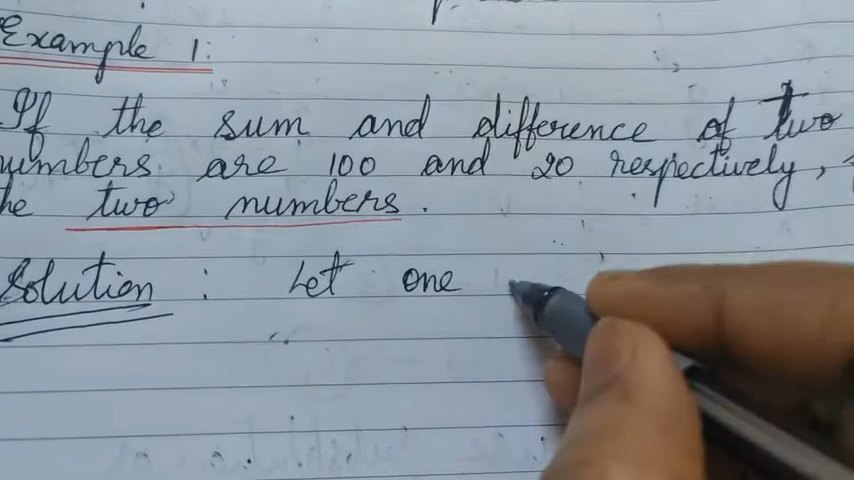 Example 1:
If the sum and difference of two
numbers are 100 and 20 respectively,
the two numbers.
Solution : Let one